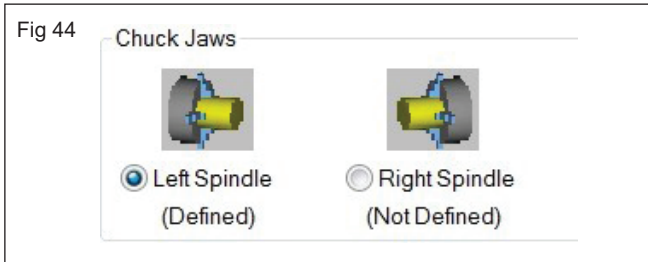 Fig 44
Chuck Jaws
Left Spindle
Right Spindle
(Defined)
(Not Defined)